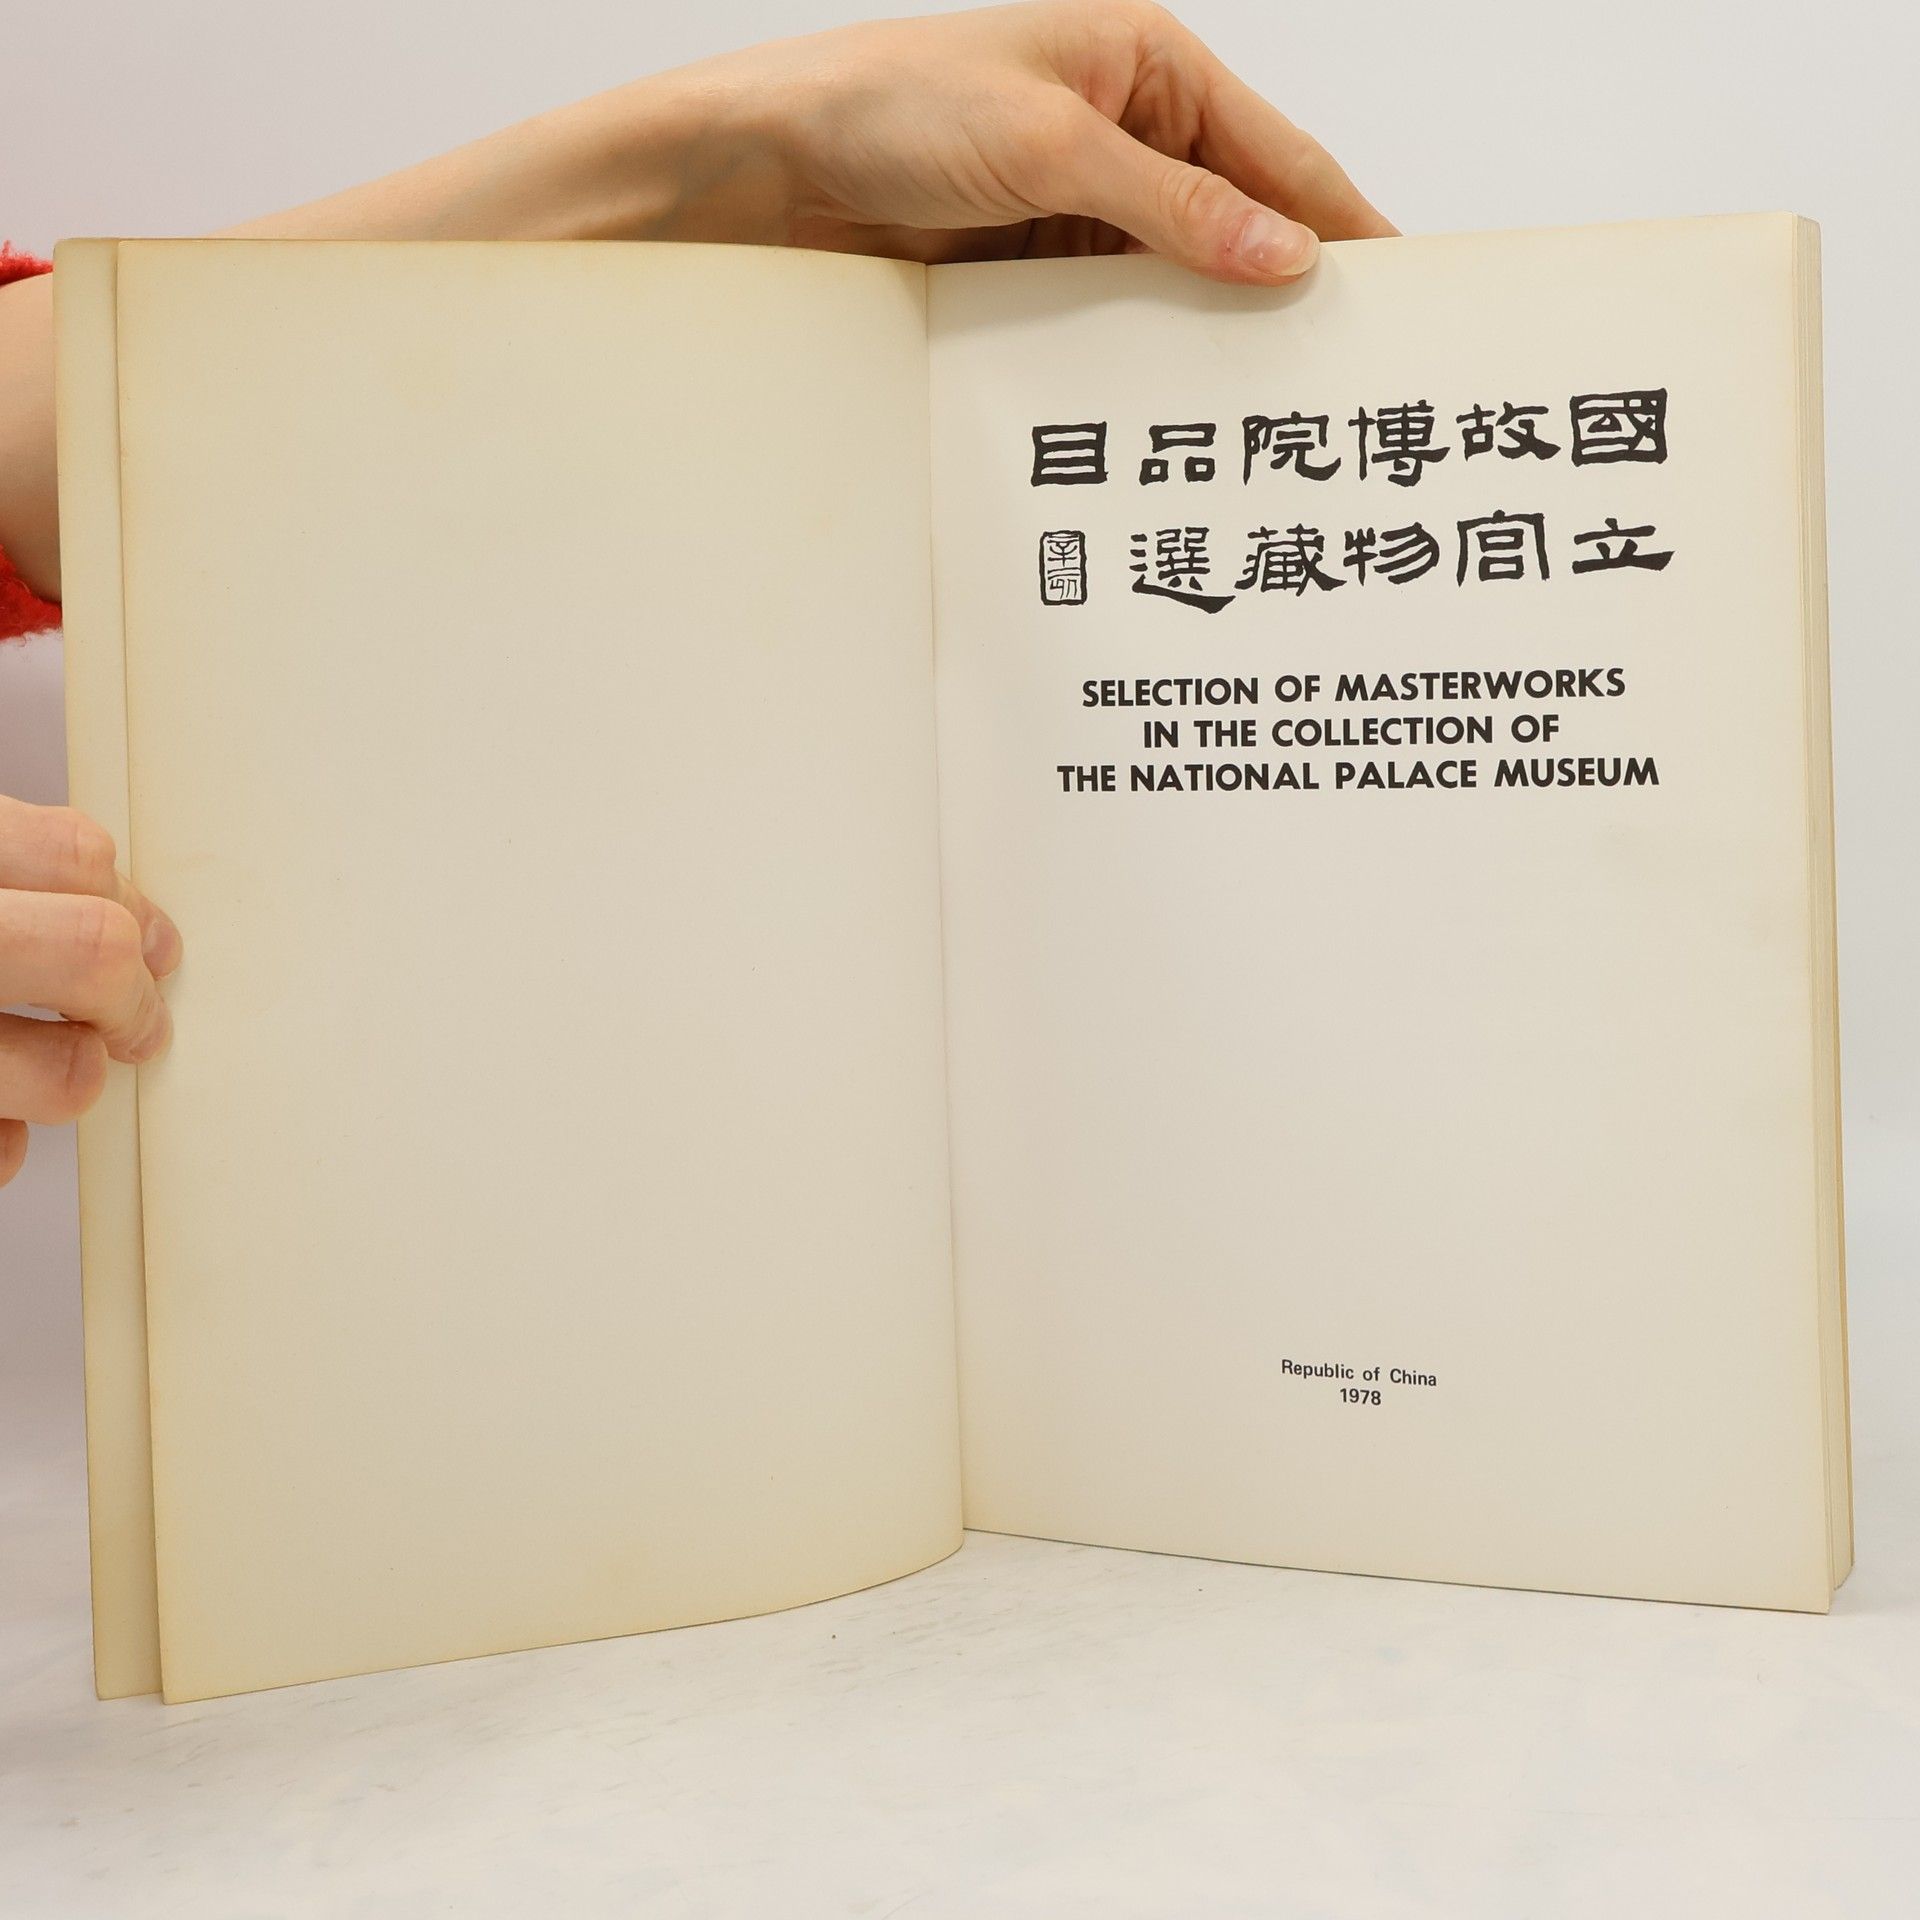 國立
故宮
博物
院藏
品選
目
SELECTION OF MASTERWORKS
IN THE COLLECTION OF
THE NATIONAL PALACE MUSEUM
Republic of China
1978